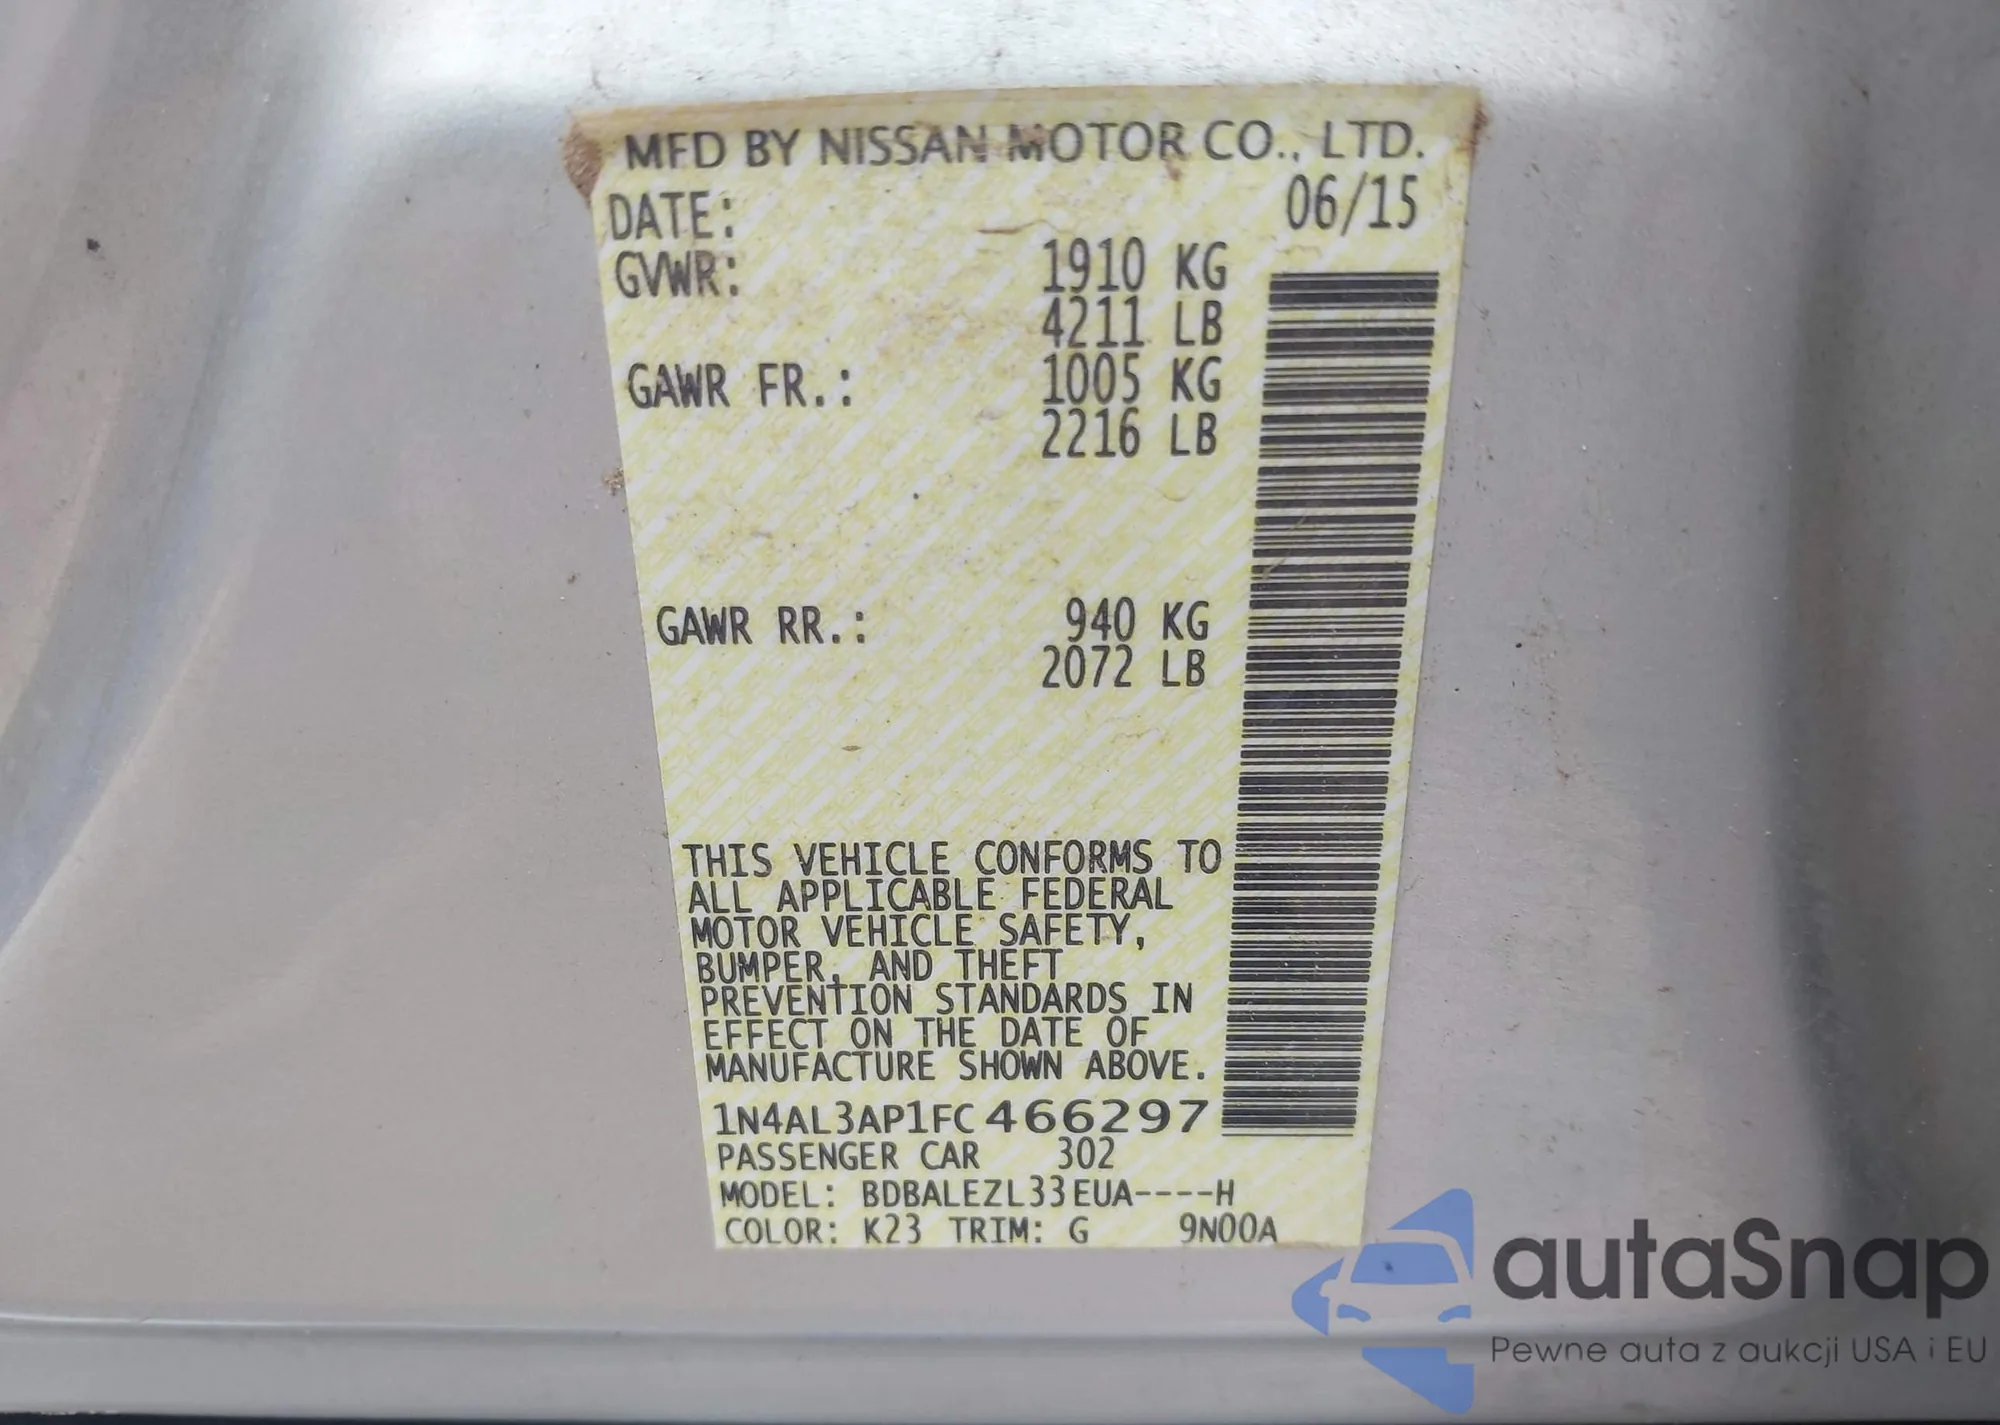 MFD BY NISSAN MOTOR CO., LTD.
DATE: 06/15
GVWR: 1910 KG
4211 LB
GAWR FR.: 1005 KG
2216 LB
GAWR RR.: 940 KG
2072 LB
THIS VEHICLE CONFORMS TO
ALL APPLICABLE FEDERAL
MOTOR VEHICLE SAFETY,
BUMPER, AND THEFT
PREVENTION STANDARDS IN
EFFECT ON THE DATE OF
MANUFACTURE SHOWN ABOVE.
1N4AL3AP1FC466297
PASSENGER CAR 302
MODEL: BDBALEZL33EUA----H
COLOR: K23 TRIM: G 9N00A
autaSnap
Pewne auta z aukcji USA i EU